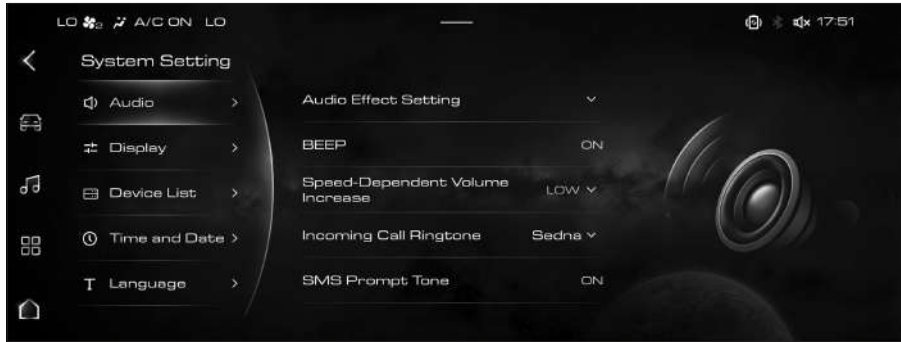 LO 2 A/C ON LO
17:51
System Setting
Audio
Display
Device List
Time and Date
T Language
Audio Effect Setting
BEEP ON
Speed-Dependent Volume
Increase
LOW
Incoming Call Ringtone Sedna
SMS Prompt Tone ON